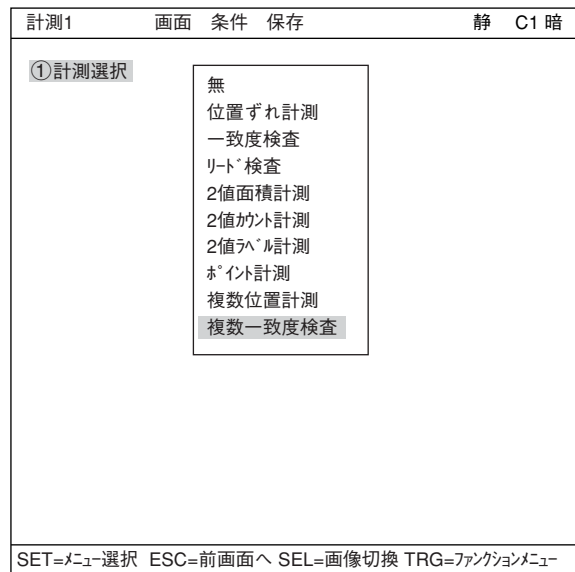 計測1 画面 条件 保存 静 C1 暗
①計測選択
無
位置ずれ計測
一致度検査
ﾘｰﾄﾞ検査
2値面積計測
2値ｶｳﾝﾄ計測
2値ﾗﾍﾞﾙ計測
ﾎﾟｲﾝﾄ計測
複数位置計測
複数一致度検査
SET=ﾒﾆｭｰ選択 ESC=前画面へ SEL=画像切換 TRG=ﾌｧﾝｸｼｮﾝﾒﾆｭｰ